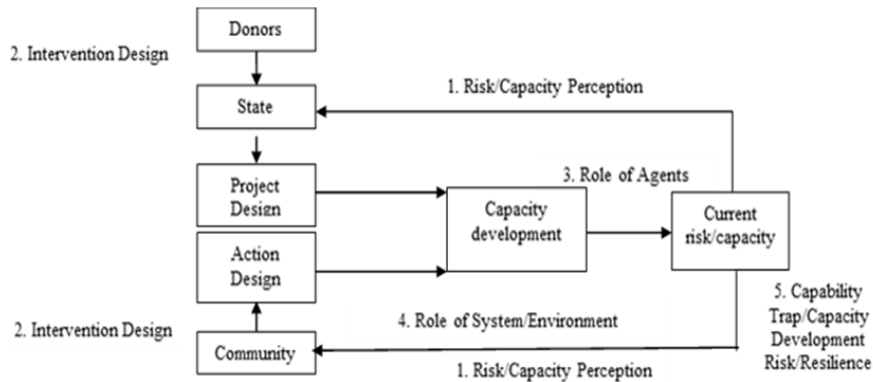 Donors
2. Intervention Design
1. Risk/Capacity Perception
State
3. Role of Agents
Project
Design
Capacity
development
Current
risk/capacity
Action
Design
5. Capability
Trap/Capacity
Development
Risk/Resilience
4. Role of System/Environment
2. Intervention Design
Community
1. Risk/Capacity Perception